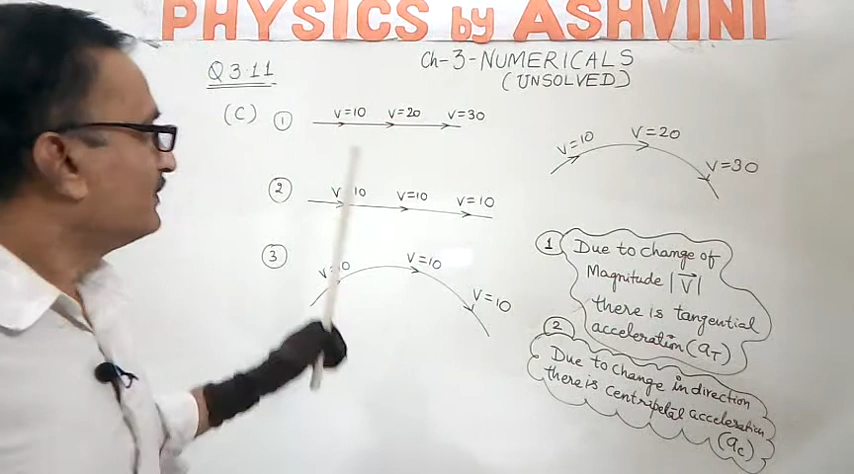 PHYSICS by ASHVINI
Ch-3-NUMERICALS
(UNSOLVED)
Q 3.11
(C) 1 V=10 V=20 V=30
V=10 V=20 V=30
2 V 10 V=10 V=10
3 V=10 V=10 V=10
1 Due to change of
Magnitude |V⃗|
there is tangential
acceleration (aT)
2 Due to change in direction
there is centripetal acceleration
(ac)